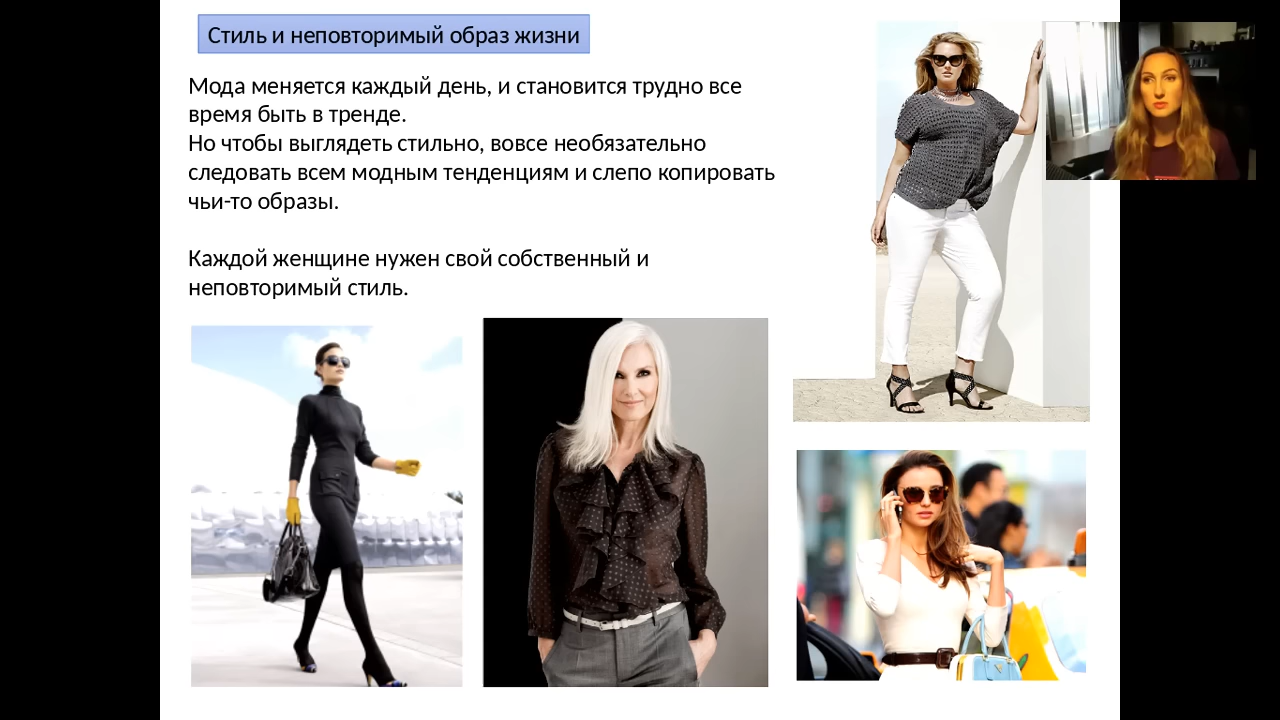 Стиль и неповторимый образ жизни
Мода меняется каждый день, и становится трудно все
время быть в тренде.
Но чтобы выглядеть стильно, вовсе необязательно
следовать всем модным тенденциям и слепо копировать
чьи-то образы.
Каждой женщине нужен свой собственный и
неповторимый стиль.